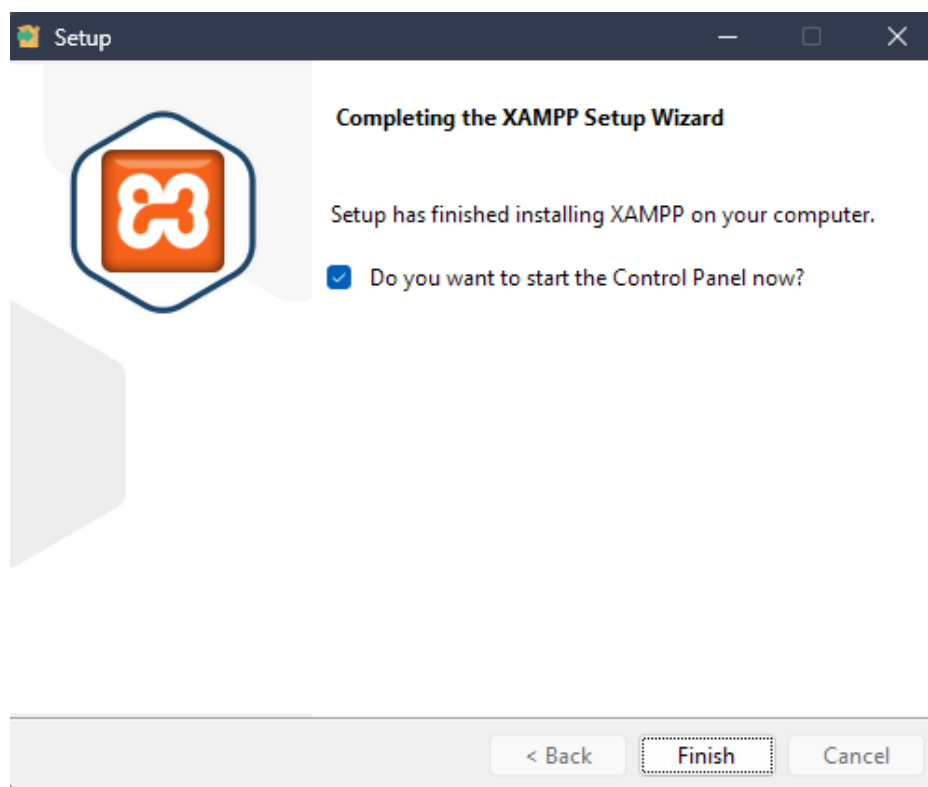 Setup
Completing the XAMPP Setup Wizard
Setup has finished installing XAMPP on your computer.
Do you want to start the Control Panel now?
< Back Finish Cancel